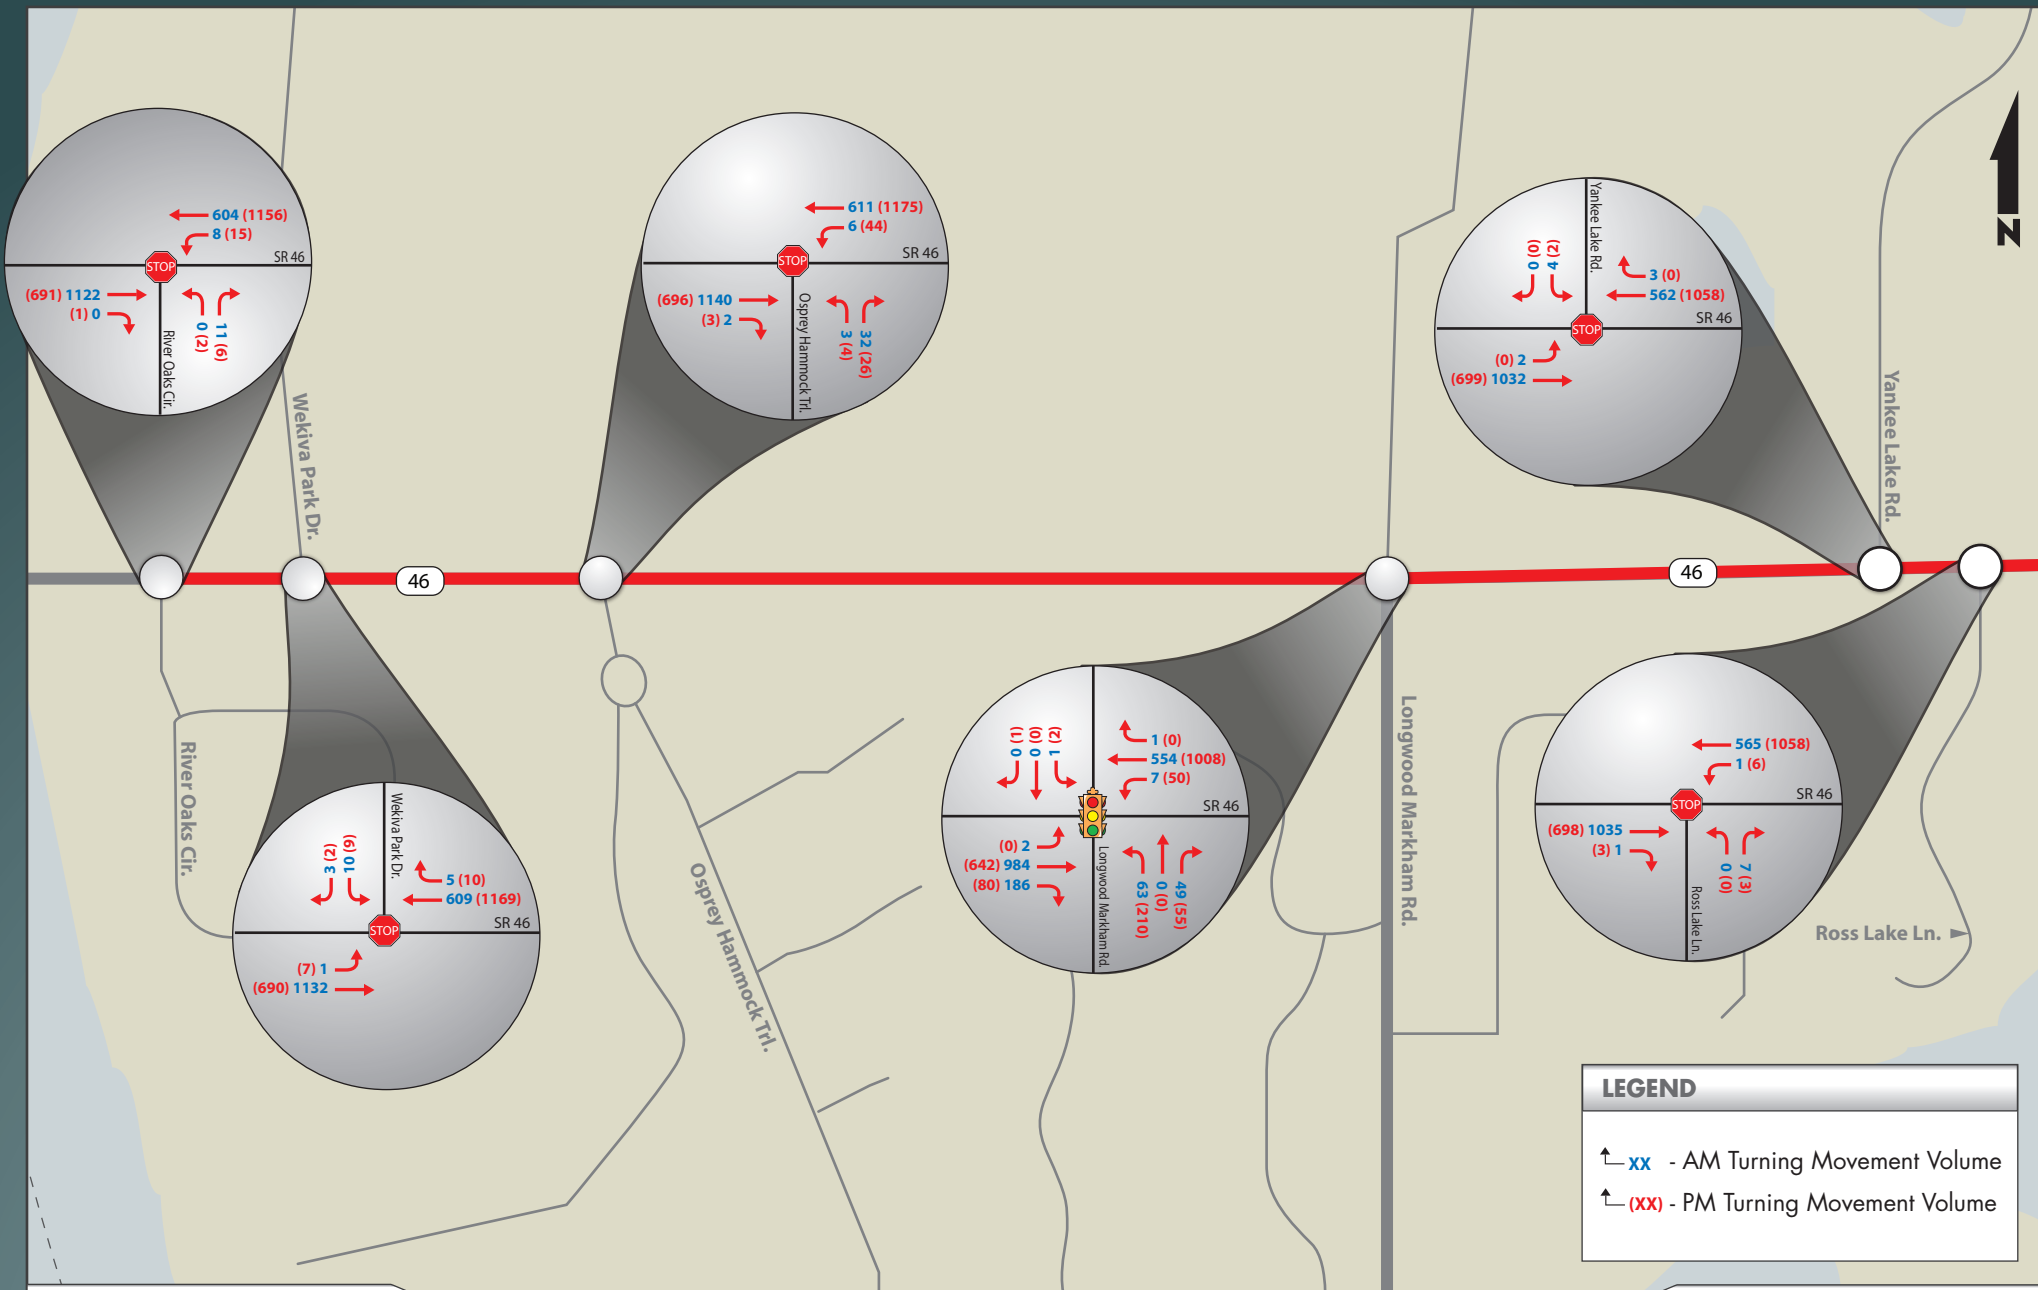 604 (1156)
8 (15)
SR 46
STOP
(691) 1122
(1) 0
0 (2)
11 (6)
River Oaks Cir.
611 (1175)
6 (44)
SR 46
STOP
(696) 1140
(3) 2
3 (4)
32 (26)
Osprey Hammock Trl.
Yankee Lake Rd.
0 (0)
4 (2)
3 (0)
562 (1058)
SR 46
STOP
(0) 2
(699) 1032
N
Wekiva Park Dr.
Yankee Lake Rd.
46
46
River Oaks Cir.
Wekiva Park Dr.
3 (2)
10 (9)
5 (10)
609 (1169)
SR 46
STOP
(7) 1
(690) 1132
Osprey Hammock Trl.
0 (1)
0 (0)
1 (2)
1 (0)
554 (1008)
7 (50)
SR 46
(0) 2
(642) 984
(80) 186
63 (210)
0 (0)
49 (55)
Longwood Markham Rd.
Longwood Markham Rd.
565 (1058)
1 (6)
SR 46
STOP
(698) 1035
(3) 1
0 (0)
7 (3)
Ross Lake Ln.
Ross Lake Ln.
LEGEND
XX - AM Turning Movement Volume
(XX) - PM Turning Movement Volume